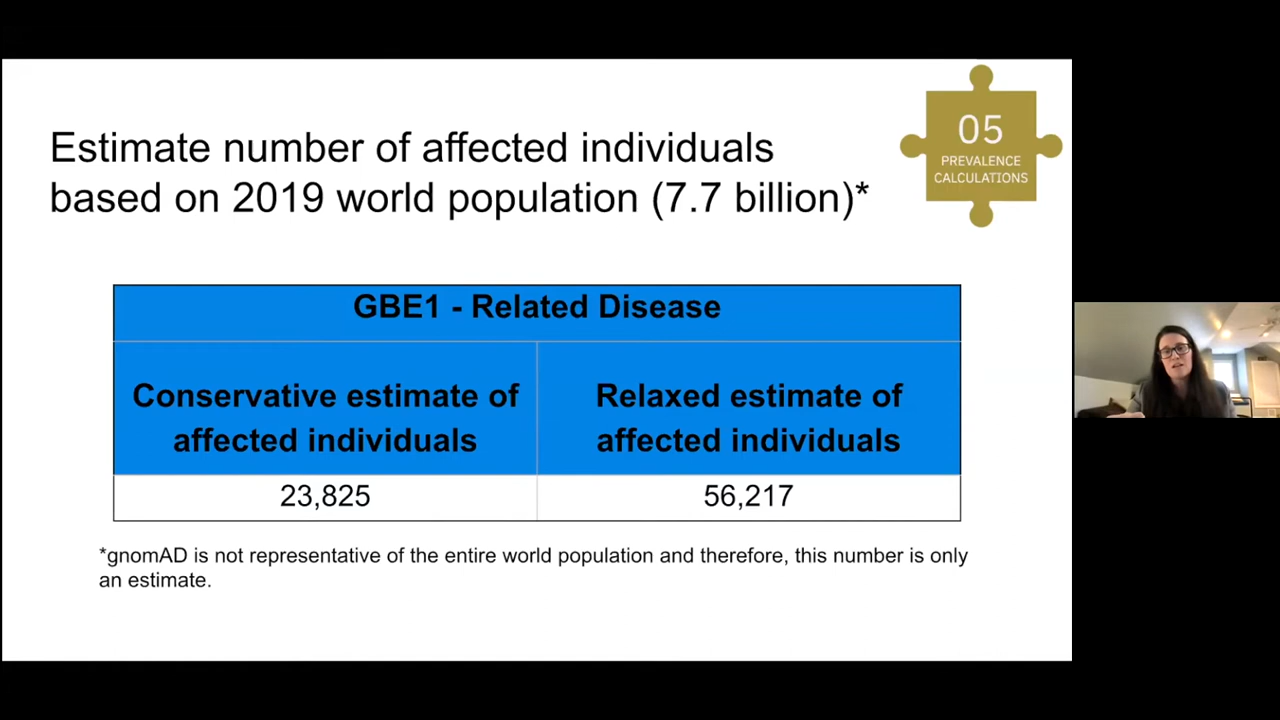 Estimate number of affected individuals
based on 2019 world population (7.7 billion)*
05
PREVALENCE
CALCULATIONS
GBE1 - Related Disease
Conservative estimate of
affected individuals
Relaxed estimate of
affected individuals
23,825
56,217
*gnomAD is not representative of the entire world population and therefore, this number is only
an estimate.